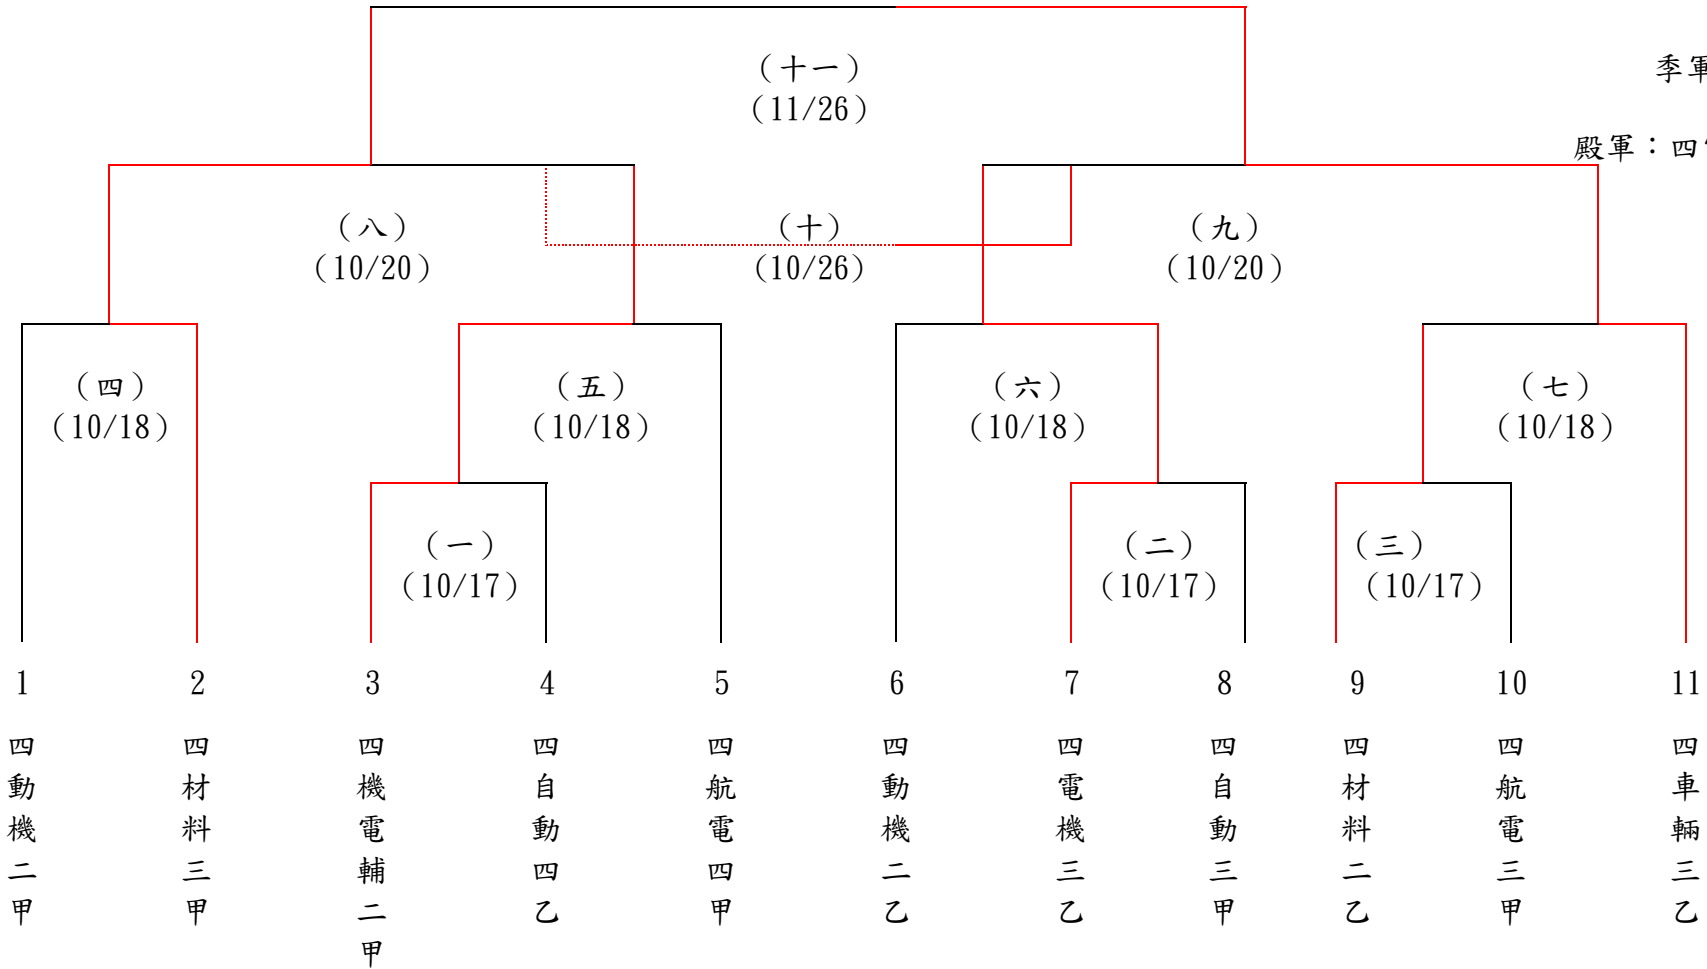 （十一）
（11/26）
季軍
殿軍：四
（八）
（10/20）
（十）
（10/26）
（九）
（10/20）
（四）
（10/18）
（五）
（10/18）
（六）
（10/18）
（七）
（10/18）
（一）
（10/17）
（二）
（10/17）
（三）
（10/17）
1 2 3 4 5 6 7 8 9 10 11
四動機二甲
四材料三甲
四機電輔二甲
四自動四乙
四航電四甲
四動機二乙
四電機三乙
四自動三甲
四材料二乙
四航電三甲
四車輛三乙